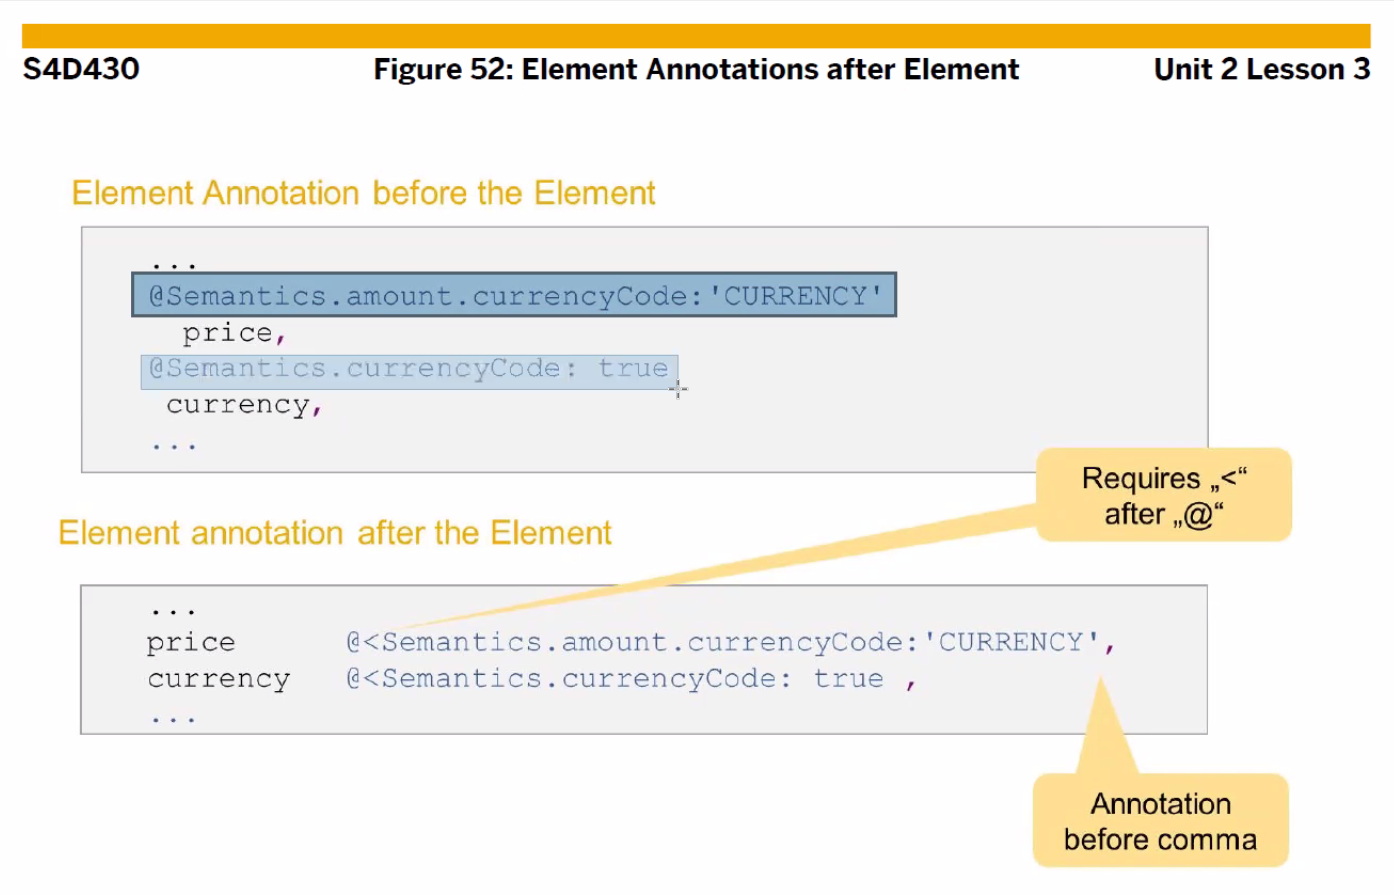 S4D430 Figure 52: Element Annotations after Element Unit 2 Lesson 3
Element Annotation before the Element
...
@Semantics.amount.currencyCode:'CURRENCY'
price,
@Semantics.currencyCode: true
currency,
...
Requires „<“
after „@“
Element annotation after the Element
...
price @<Semantics.amount.currencyCode:'CURRENCY',
currency @<Semantics.currencyCode: true ,
...
Annotation
before comma